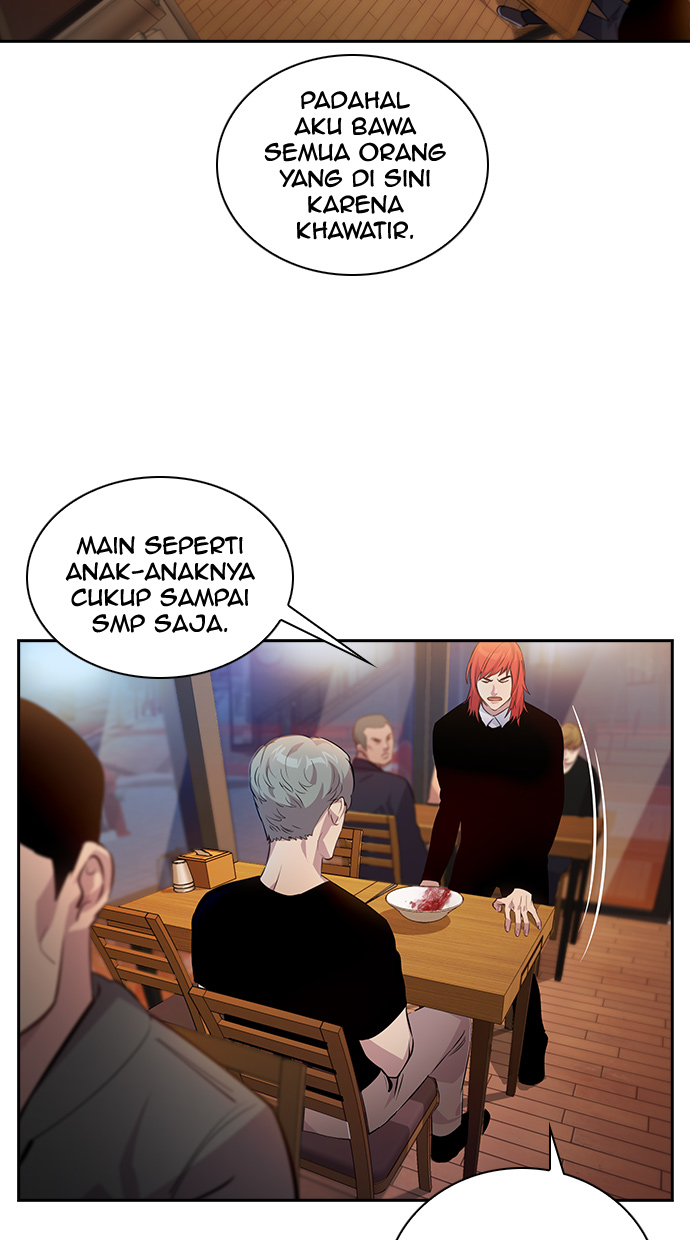 PADAHAL
AKU BAWA
SEMUA ORANG
YANG DI SINI
KARENA
KHAWATIR.
MAIN SEPERTI
ANAK-ANAKNYA
CUKUP SAMPAI
SMP SAJA.